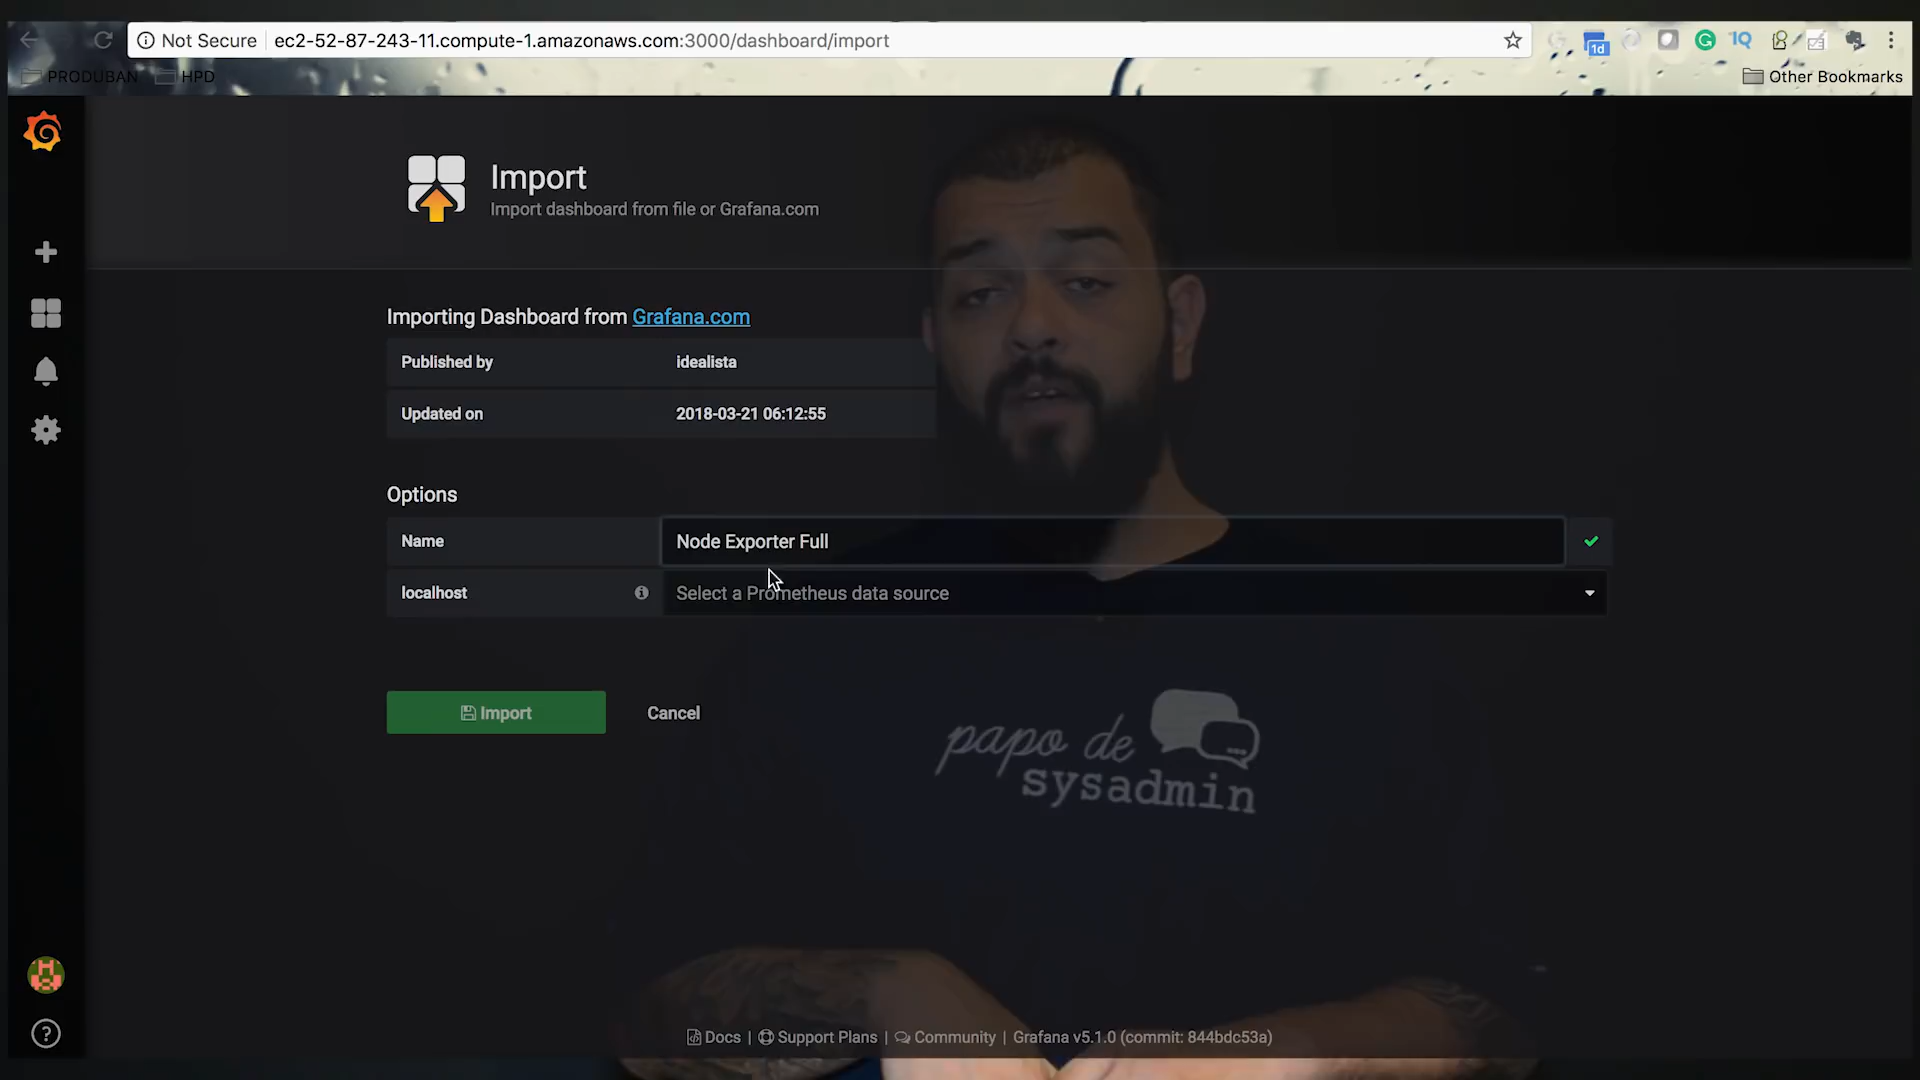 Not Secure ec2-52-87-243-11.compute-1.amazonaws.com:3000/dashboard/import
1d
IQ
PRODUBAN HPD Other Bookmarks
Import
Import dashboard from file or Grafana.com
Importing Dashboard from Grafana.com
Published by idealista
Updated on 2018-03-21 06:12:55
Options
Name Node Exporter Full
localhost Select a Prometheus data source
Import Cancel
papo de
sysadmin
Docs | Support Plans | Community | Grafana v5.1.0 (commit: 844bdc53a)